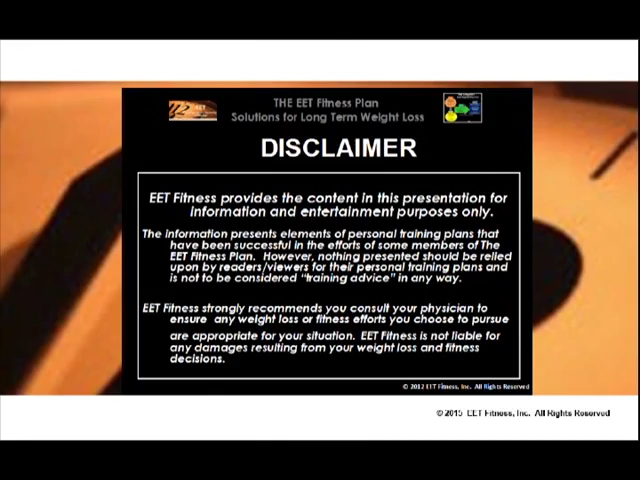 THE EET Fitness Plan
Solutions for Long Term Weight Loss
DISCLAIMER
EET Fitness provides the content in this presentation for
information and entertainment purposes only.
The information presents elements of personal training plans that
have been successful in the efforts of some members of The
EET Fitness Plan. However, nothing presented should be relied
upon by readers/viewers for their personal training plans and
is not to be considered "training advice" in any way.
EET Fitness strongly recommends you consult your physician to
ensure any weight loss or fitness efforts you choose to pursue
are appropriate for your situation. EET Fitness is not liable for
any damages resulting from your weight loss and fitness
decisions.
© 2012 EET Fitness, Inc. All Rights Reserved
© 2015 EET Fitness, Inc. All Rights Reserved